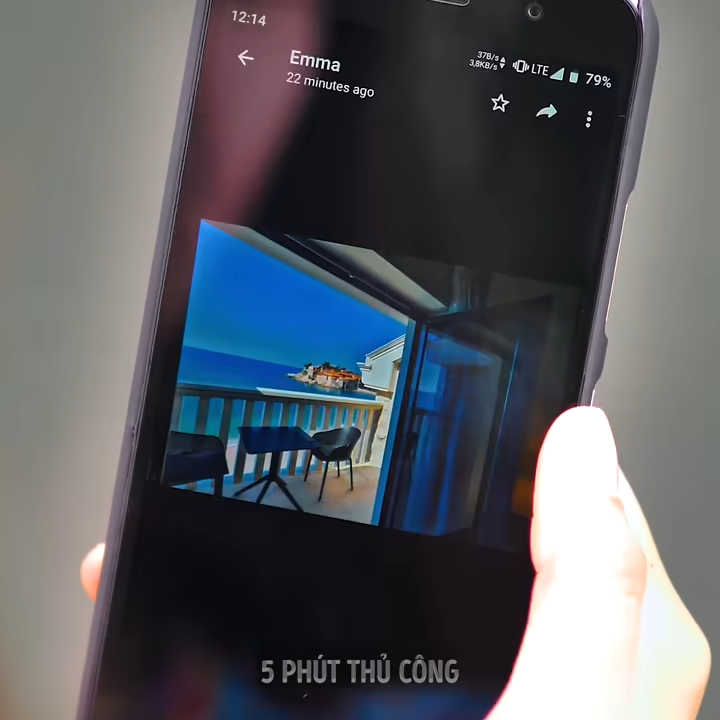 12:14
37B/s
3,8KB/s
LTE
79%
Emma
22 minutes ago
5 PHÚT THỦ CÔNG